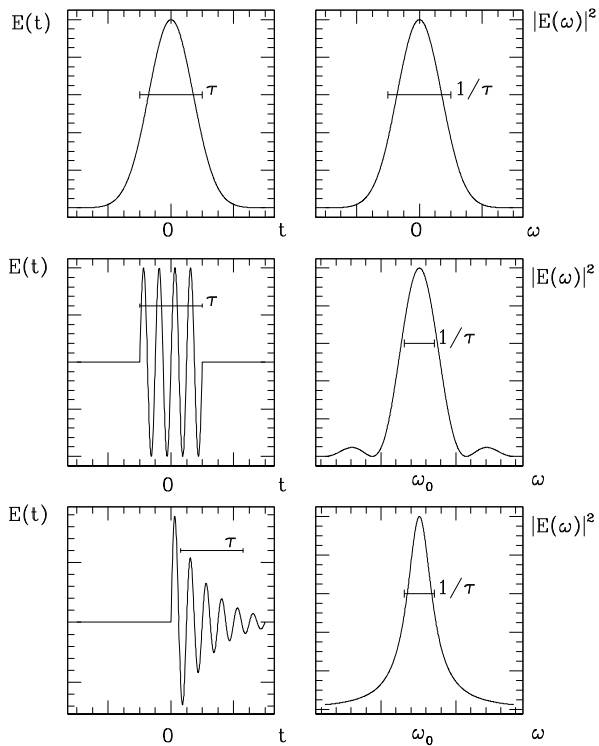 E(t) τ 1/τ |E(ω)|²
0 t 0 ω
E(t) τ 1/τ |E(ω)|²
0 t ω₀ ω
E(t) τ 1/τ |E(ω)|²
0 t ω₀ ω